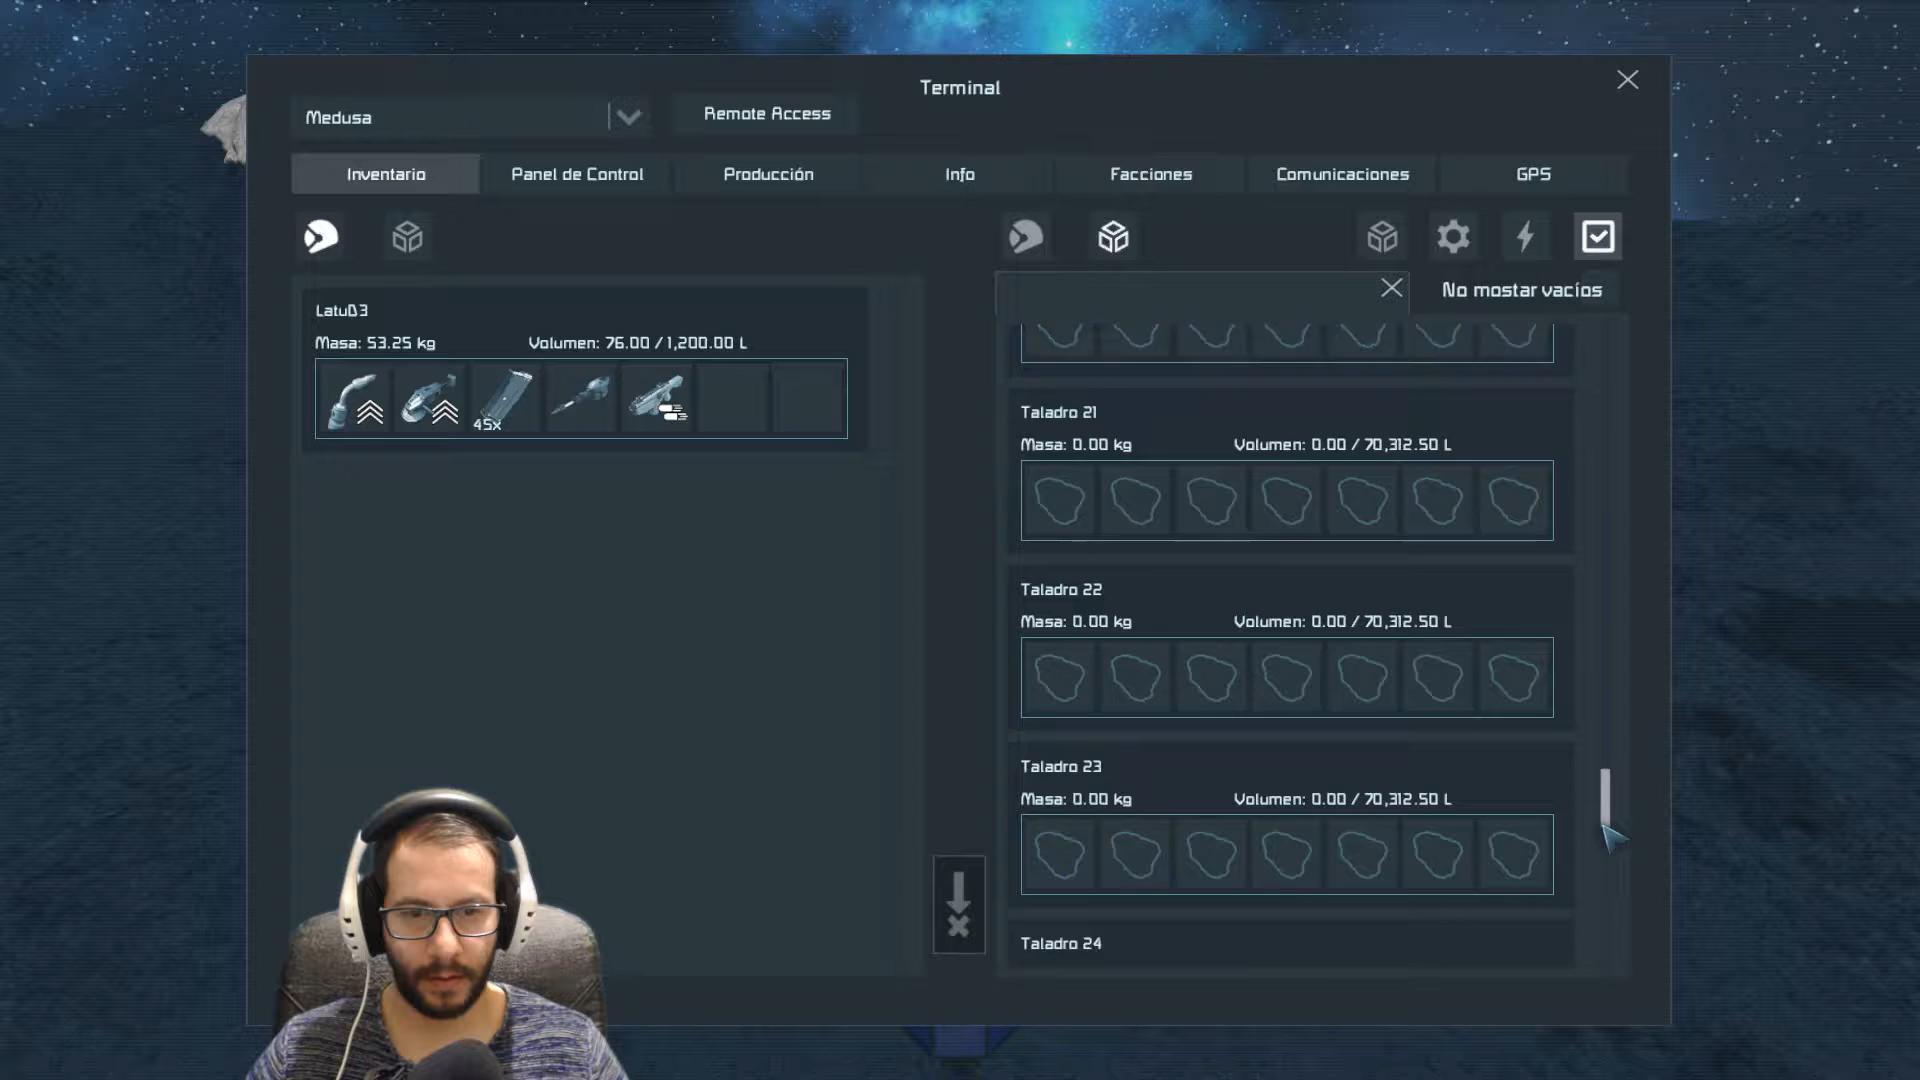 Terminal
Medusa
Remote Access
Inventario
Panel de Control
Producción
Info
Facciones
Comunicaciones
GPS
No mostar vacíos
LatuD3
Masa: 53.25 kg
Volumen: 76.00 / 1,200.00 L
45x
Taladro 21
Masa: 0.00 kg
Volumen: 0.00 / 70,312.50 L
Taladro 22
Masa: 0.00 kg
Volumen: 0.00 / 70,312.50 L
Taladro 23
Masa: 0.00 kg
Volumen: 0.00 / 70,312.50 L
Taladro 24